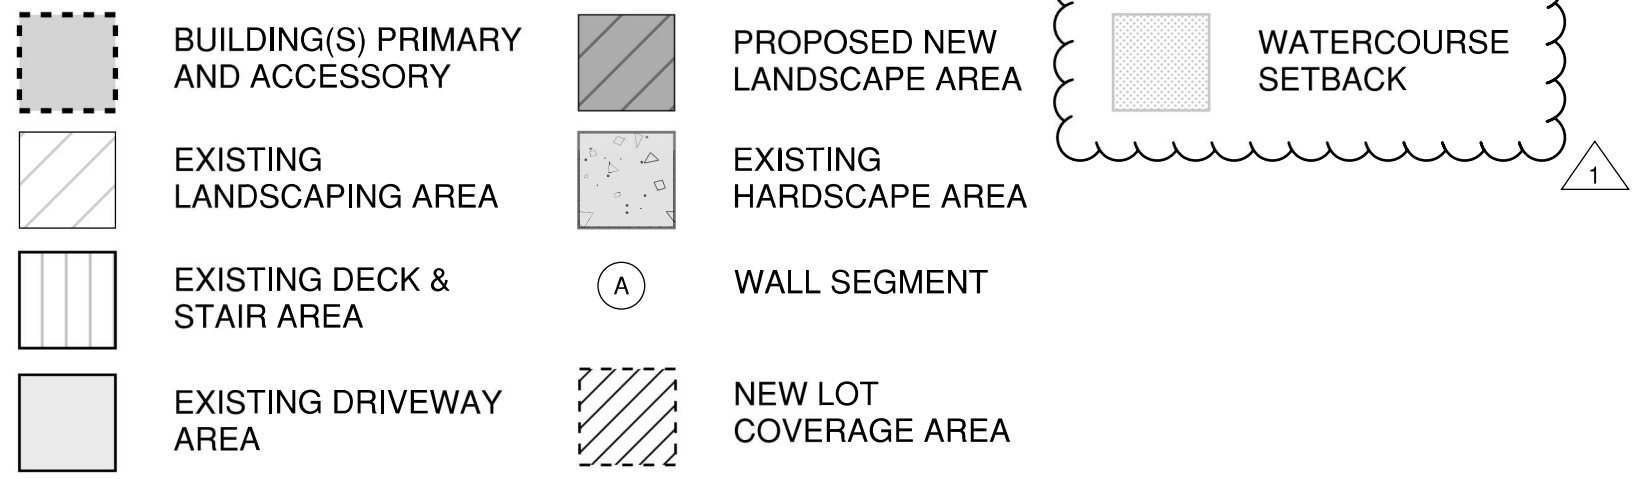 BUILDING(S) PRIMARY
AND ACCESSORY
EXISTING
LANDSCAPING AREA
EXISTING DECK &
STAIR AREA
EXISTING DRIVEWAY
AREA
PROPOSED NEW
LANDSCAPE AREA
EXISTING
HARDSCAPE AREA
A
WALL SEGMENT
NEW LOT
COVERAGE AREA
WATERCOURSE
SETBACK
1